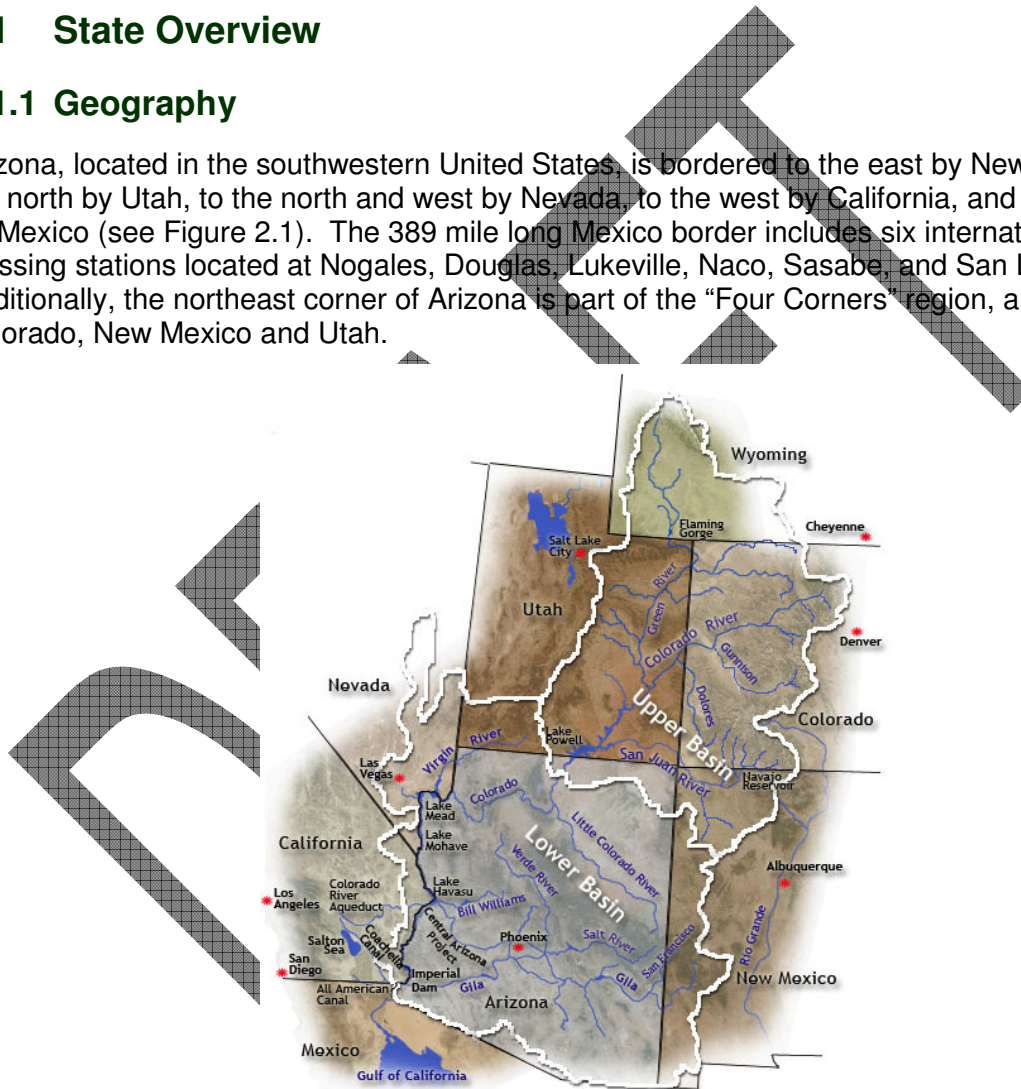 1 State Overview
1.1 Geography
zona, located in the southwestern United States, is bordered to the east by New
north by Utah, to the north and west by Nevada, to the west by California, and
Mexico (see Figure 2.1). The 389 mile long Mexico border includes six internat
ssing stations located at Nogales, Douglas, Lukeville, Naco, Sasabe, and San
ditionally, the northeast corner of Arizona is part of the “Four Corners” region, a
orado, New Mexico and Utah.
DRAFT
Wyoming
Flaming
Gorge
Cheyenne
Salt Lake
City
Utah
Green River
Colorado River
Denver
Gunnison
Nevada
Dolores
Upper Basin
Colorado
Lake
Powell
Virgin River
San Juan River
Las
Vegas
Navajo
Reservoir
Colorado
Lake
Mead
Lake
Mohave
California
Little Colorado River
Lower Basin
Verde River
Albuquerque
Lake
Havasu
Colorado
River
Aqueduct
Los
Angeles
Bill Williams
Central Arizona
Project
Phoenix
Salt River
San Francisco
Rio Grande
Salton
Sea
Coachella
Canal
San
Diego
Imperial
Dam
Gila
Gila
New Mexico
All American
Canal
Arizona
Mexico
Gulf of California